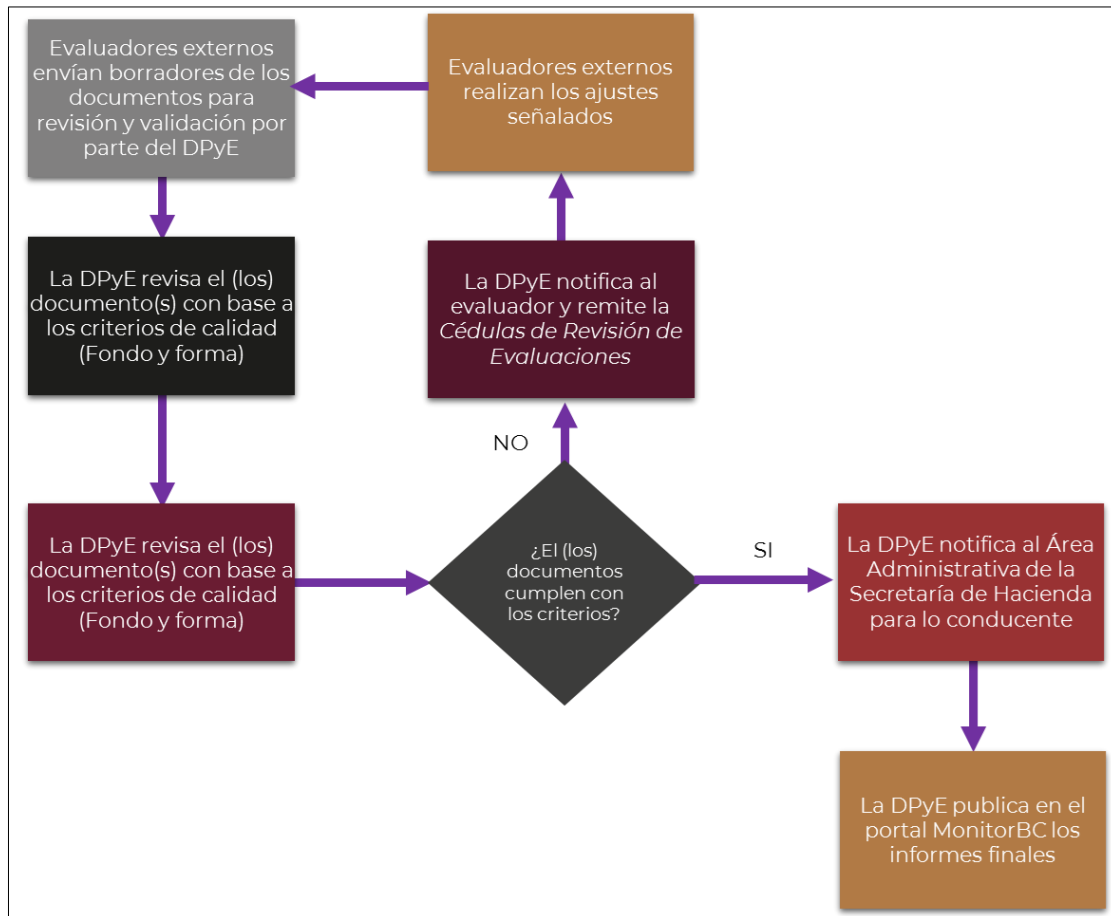 Evaluadores externos
envían borradores de los
documentos para
revisión y validación por
parte del DPyE
Evaluadores externos
realizan los ajustes
señalados
La DPyE revisa el (los)
documento(s) con base a
los criterios de calidad
(Fondo y forma)
La DPyE notifica al
evaluador y remite la
Cédulas de Revisión de
Evaluaciones
NO
La DPyE revisa el (los)
documento(s) con base a
los criterios de calidad
(Fondo y forma)
¿El (los)
documentos
cumplen con
los criterios?
SI
La DPyE notifica al Área
Administrativa de la
Secretaría de Hacienda
para lo conducente
La DPyE publica en el
portal MonitorBC los
informes finales